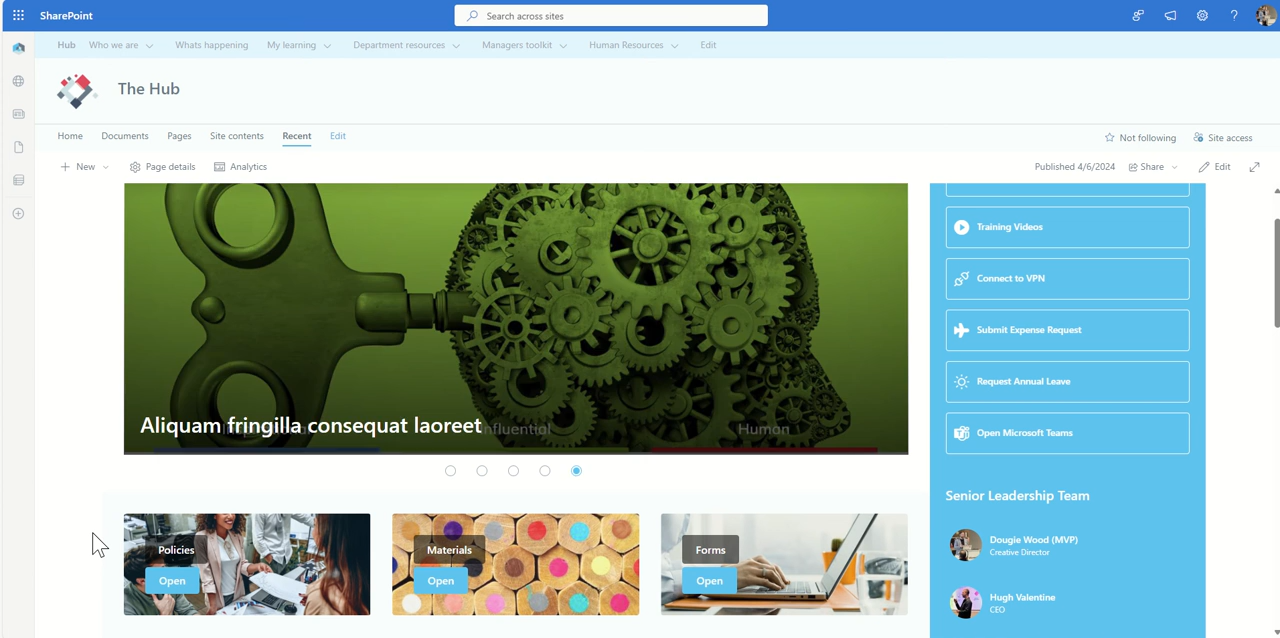 SharePoint
Search across sites
Hub Who we are Whats happening My learning Department resources Managers toolkit Human Resources Edit
The Hub
Home Documents Pages Site contents Recent Edit
Not following Site access
New Page details Analytics
Published 4/6/2024 Share Edit
Aliquam fringilla consequat laoreet
Human
Training Videos
Connect to VPN
Submit Expense Request
Request Annual Leave
Open Microsoft Teams
Senior Leadership Team
Dougie Wood (MVP)
Creative Director
Hugh Valentine
CEO
Policies
Open
Materials
Open
Forms
Open